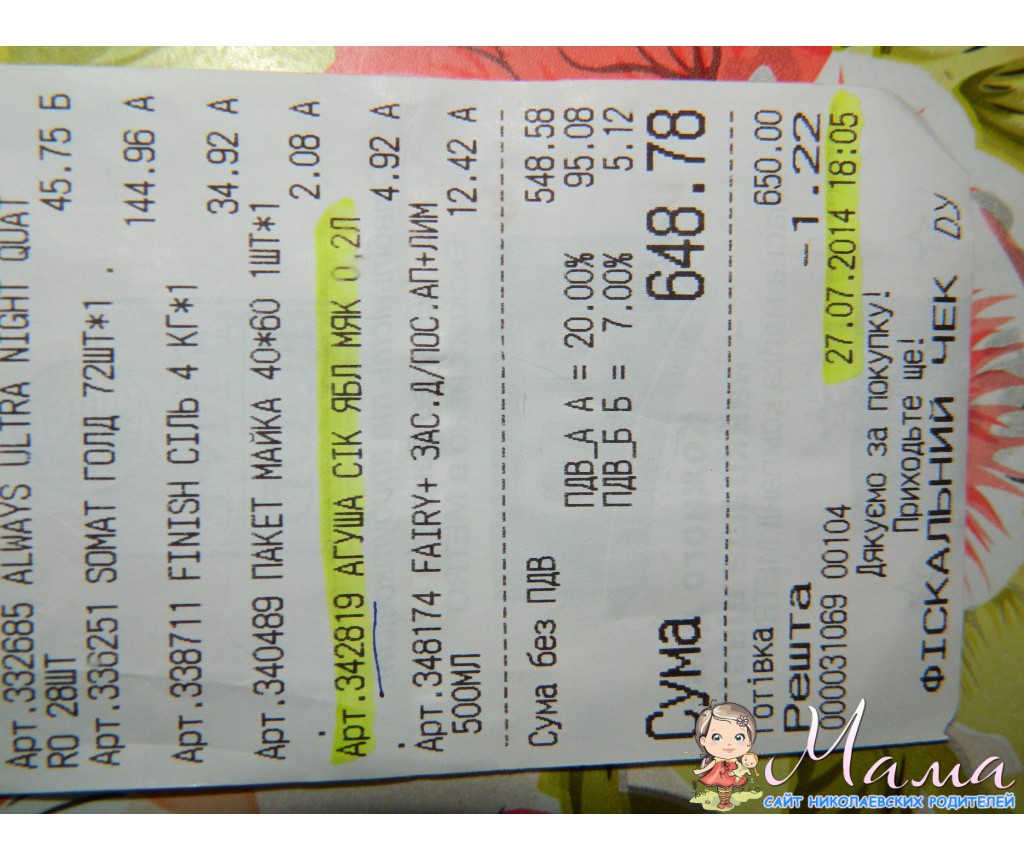 Арт.332685 ALWAYS ULTRA NIGHT QUAT
RO 28ШТ 45.75 Б
Арт.336251 SOMAT ГОЛД 72ШТ*1
144.96 А
Арт.338711 FINISH СІЛЬ 4 КГ*1
34.92 А
Арт.340489 ПАКЕТ МАЙКА 40*60 1ШТ*1
2.08 А
Арт.342819 АГУША СІК ЯБЛ МЯК 0,2Л
4.92 А
Арт.348174 FAIRY+ ЗАС.Д/ПОС.АП+ЛИМ
500МЛ 12.42 А
Сума без ПДВ 548.58
ПДВ_А А = 20.00% 95.08
ПДВ_Б Б = 7.00% 5.12
Сума 648.78
готівка 650.00
Решта -1.22
0000031069 00104 27.07.2014 18:05
Дякуємо за покупку!
Приходьте ще!
ФІСКАЛЬНИЙ ЧЕК
Мама
САЙТ НИКОЛАЕВСКИХ РОДИТЕЛЕЙ